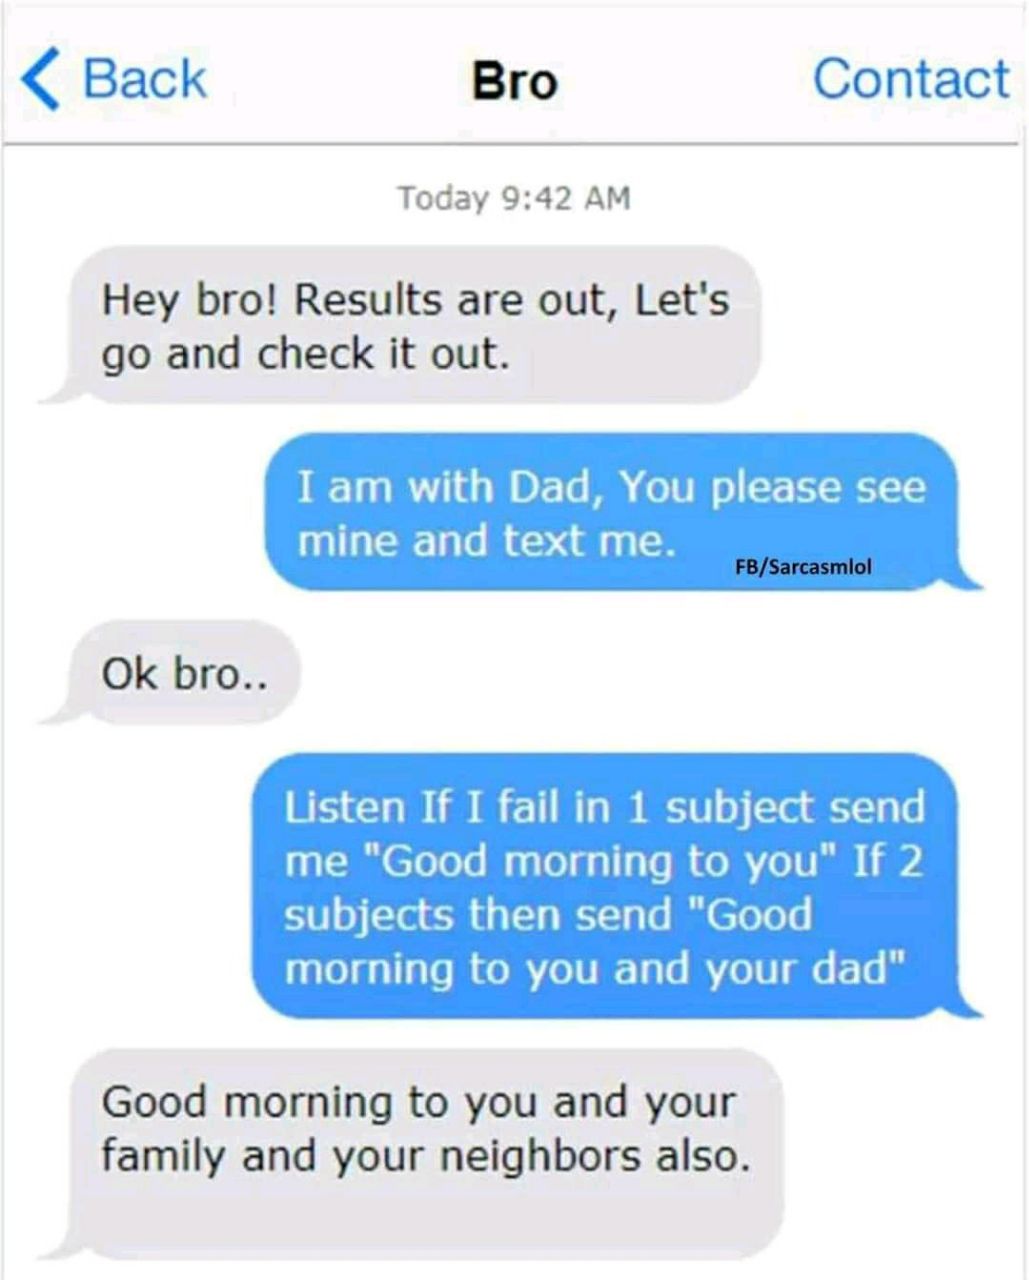 Back Bro Contact
Today 9:42 AM
Hey bro! Results are out, Let's
go and check it out.
I am with Dad, You please see
mine and text me.
FB/Sarcasmlol
Ok bro..
Listen If I fail in 1 subject send
me "Good morning to you" If 2
subjects then send "Good
morning to you and your dad"
Good morning to you and your
family and your neighbors also.